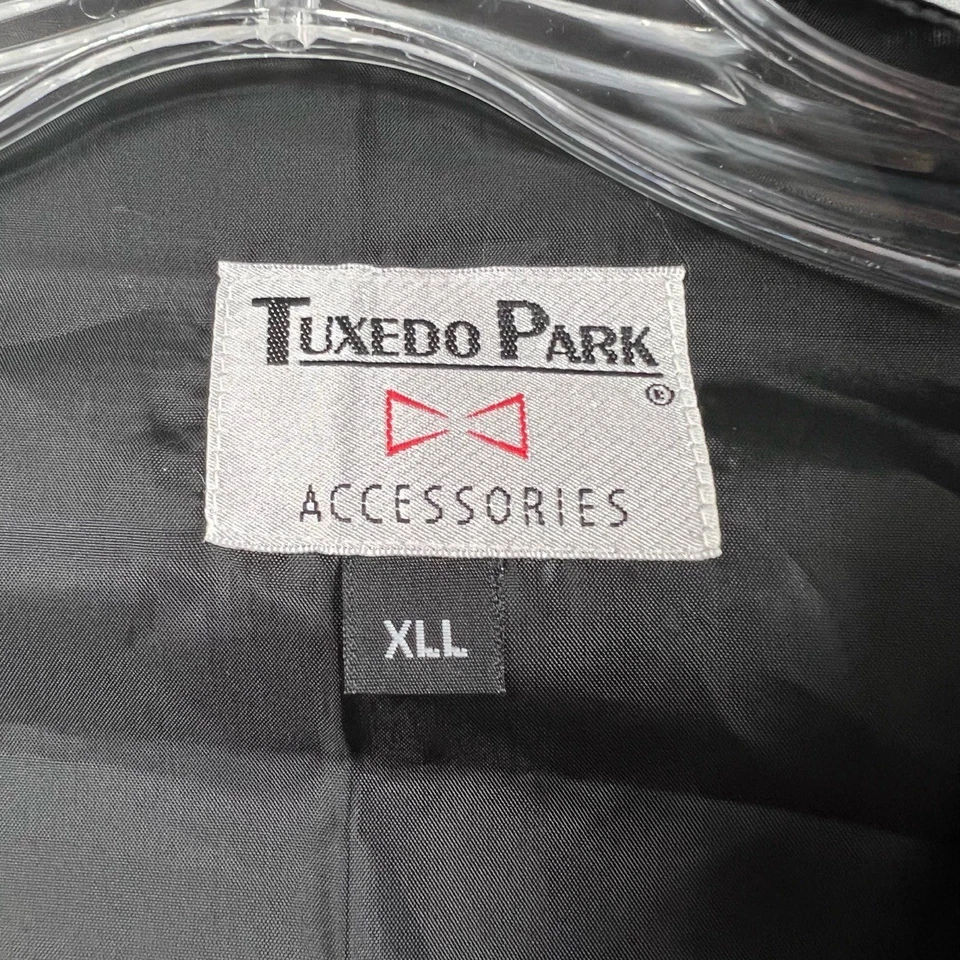 TUXEDO PARK
®
ACCESSORIES
XLL